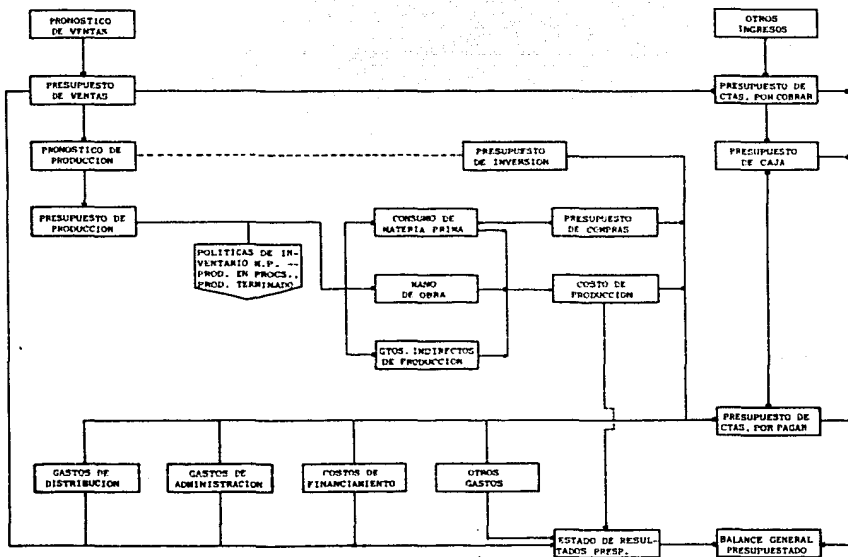 PRONOSTICO
DE VENTAS
OTROS
INGRESOS
PRESUPUESTO
DE VENTAS
PRESUPUESTO DE
CTAS. POR COBRAR
PRONOSTICO DE
PRODUCCION
PRESUPUESTO
DE INVERSION
PRESUPUESTO
DE CAJA
PRESUPUESTO DE
PRODUCCION
CONSUMO DE
MATERIA PRIMA
PRESUPUESTO
DE COMPRAS
POLITICAS DE IN-
VENTARIO M.P. --
PROD. EN PROCS.,
PROD. TERMINADO
MANO
DE OBRA
COSTO DE
PRODUCCION
GTOS. INDIRECTOS
DE PRODUCCION
PRESUPUESTO DE
CTAS. POR PAGAR
GASTOS DE
DISTRIBUCION
GASTOS DE
ADMINISTRACION
COSTOS DE
FINANCIAMIENTO
OTROS
GASTOS
ESTADO DE RESUL-
TADOS PRESP.
BALANCE GENERAL
PRESUPUESTADO